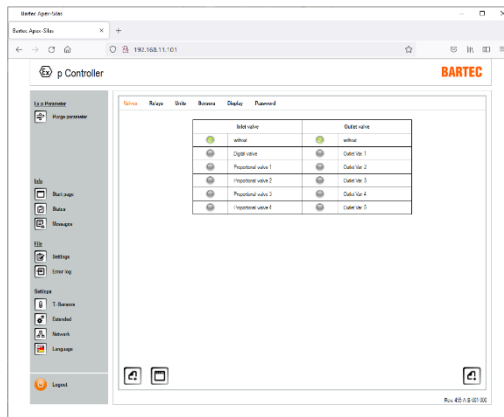 Bartec Apex-Silas
Bartec Apex-Silas
192.168.11.101
Ex p Controller
BARTEC
Ex p Parameter
Purge parameter
Info
Start page
Status
Messages
File
Settings
Error log
Settings
T-Sensors
Extended
Network
Language
Logout
Valves Relays Units Sensors Display Password
Inlet valve Outlet valve
without without
Digital valve Outlet Var. 1
Proportional valve 1 Outlet Var. 2
Proportional valve 2 Outlet Var. 3
Proportional valve 3 Outlet Var. 4
Proportional valve 4 Outlet Var. 5